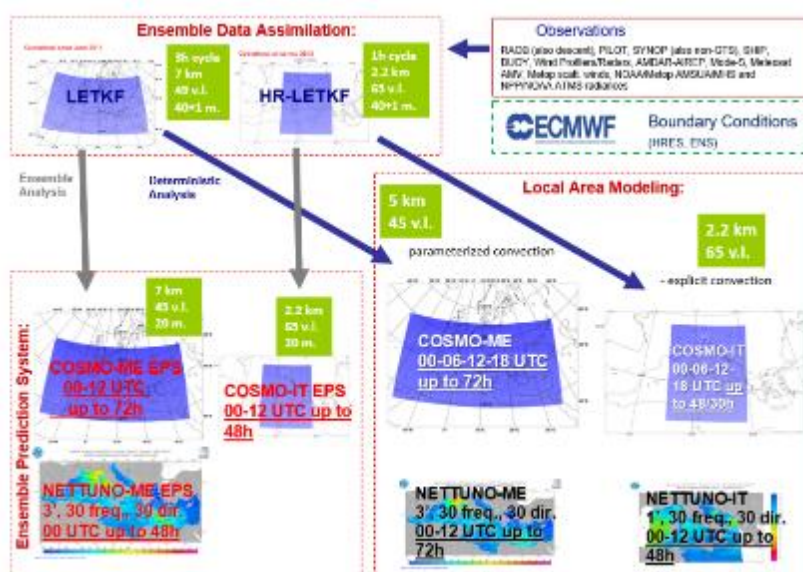 Ensemble Data Assimilation:
3h cycle
7 km
45 v.l.
40+1 m.
LETKF
1h cycle
2.2 km
65 v.l.
40+1 m.
HR-LETKF
Observations
RAOB (also descent), PILOT, SYNOP (also non-GTS), SHIP,
BUOY, Wind Profilers/Radars, AMDAR-AIREP, Mode-S, Meteosat
AMV, Metop scatt. winds, NOAA/Metop AMSUA/MHS and
NPP/NOAA ATMS radiances
ECMWF
Boundary Conditions
(HRES, ENS)
Ensemble
Analysis
Deterministic
Analysis
Local Area Modeling:
5 km
45 v.l.
parameterized convection
2.2 km
65 v.l.
- explicit convection
Ensemble Prediction System:
7 km
45 v.l.
20 m.
COSMO-ME EPS
00-12 UTC
up to 72h
2.2 km
65 v.l.
20 m.
COSMO-IT EPS
00-12 UTC up to
48h
COSMO-ME
00-06-12-18 UTC
up to 72h
COSMO-IT
00-06-12-
18 UTC up
to 48/30h
NETTUNO-ME EPS
3', 30 freq., 30 dir.
00 UTC up to 48h
NETTUNO-ME
3', 30 freq., 30 dir.
00-12 UTC up to
72h
NETTUNO-IT
1', 30 freq., 30 dir.
00-12 UTC up to
48h